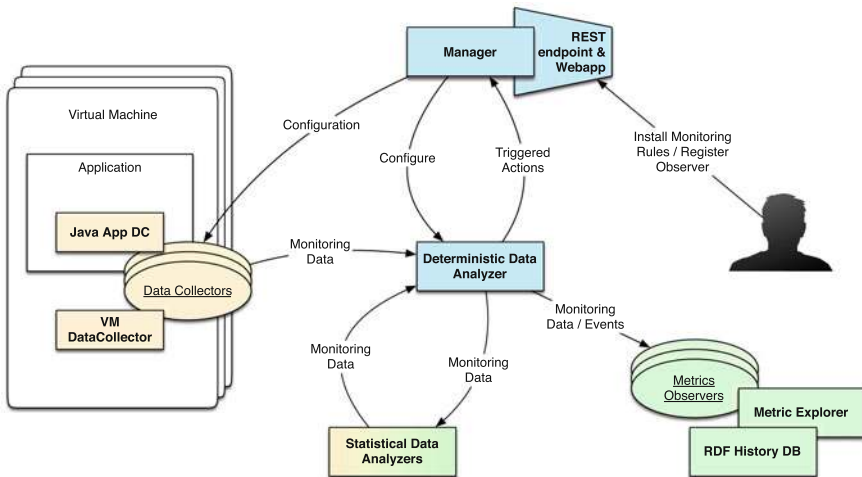 REST
endpoint &
Webapp
Manager
Virtual Machine
Configuration
Install Monitoring
Rules / Register
Observer
Configure
Triggered
Actions
Application
Java App DC
Monitoring
Data
Deterministic Data
Analyzer
Data Collectors
VM
DataCollector
Monitoring
Data / Events
Monitoring
Data
Monitoring
Data
Metrics
Observers
Metric Explorer
Statistical Data
Analyzers
RDF History DB